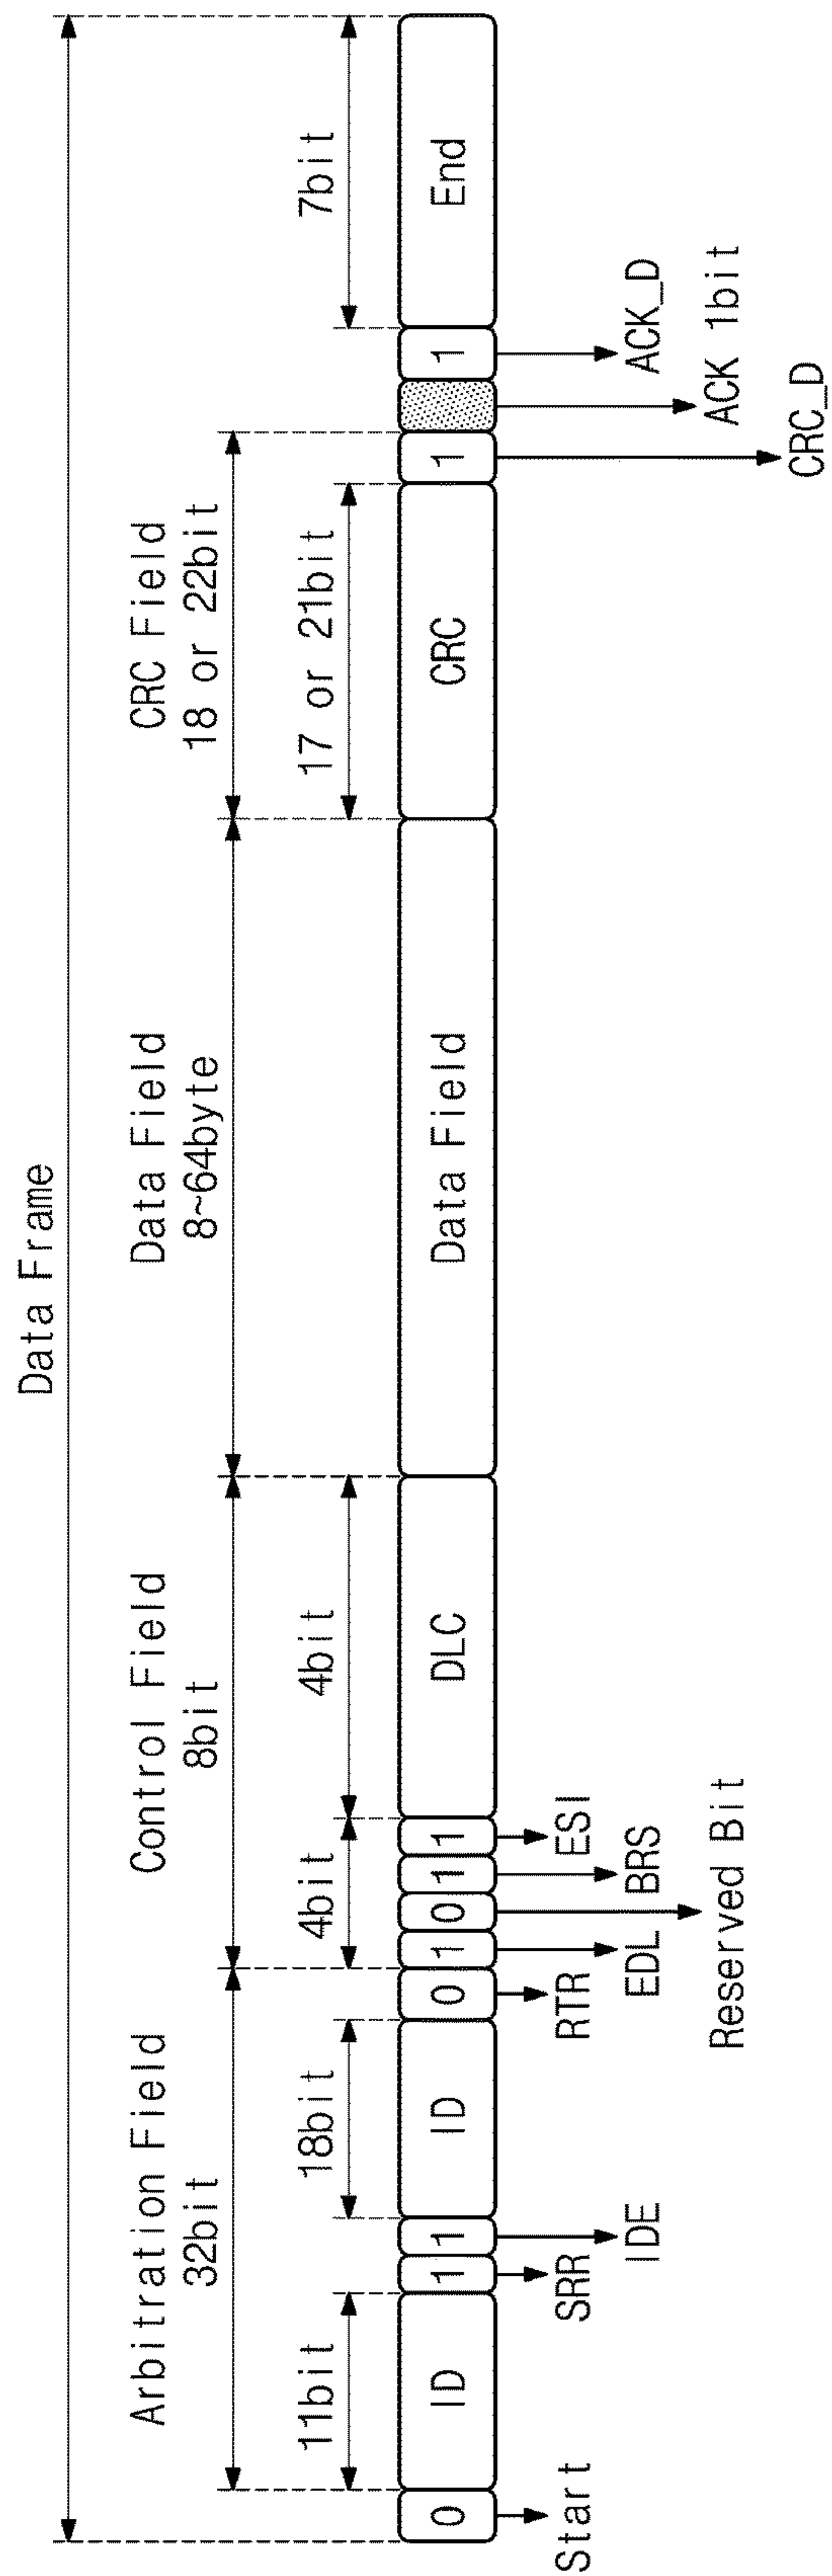 Data Frame
Arbitration Field
32bit
Control Field
8bit
Data Field
8~64byte
CRC Field
18 or 22bit
11bit
18bit
4bit
4bit
17 or 21bit
7bit
0
ID
1
1
ID
0
1
0
1
1
DLC
Data Field
CRC
1
1
End
Start
SRR
IDE
RTR
EDL
Reserved Bit
BRS
ESI
CRC_D
ACK 1bit
ACK_D